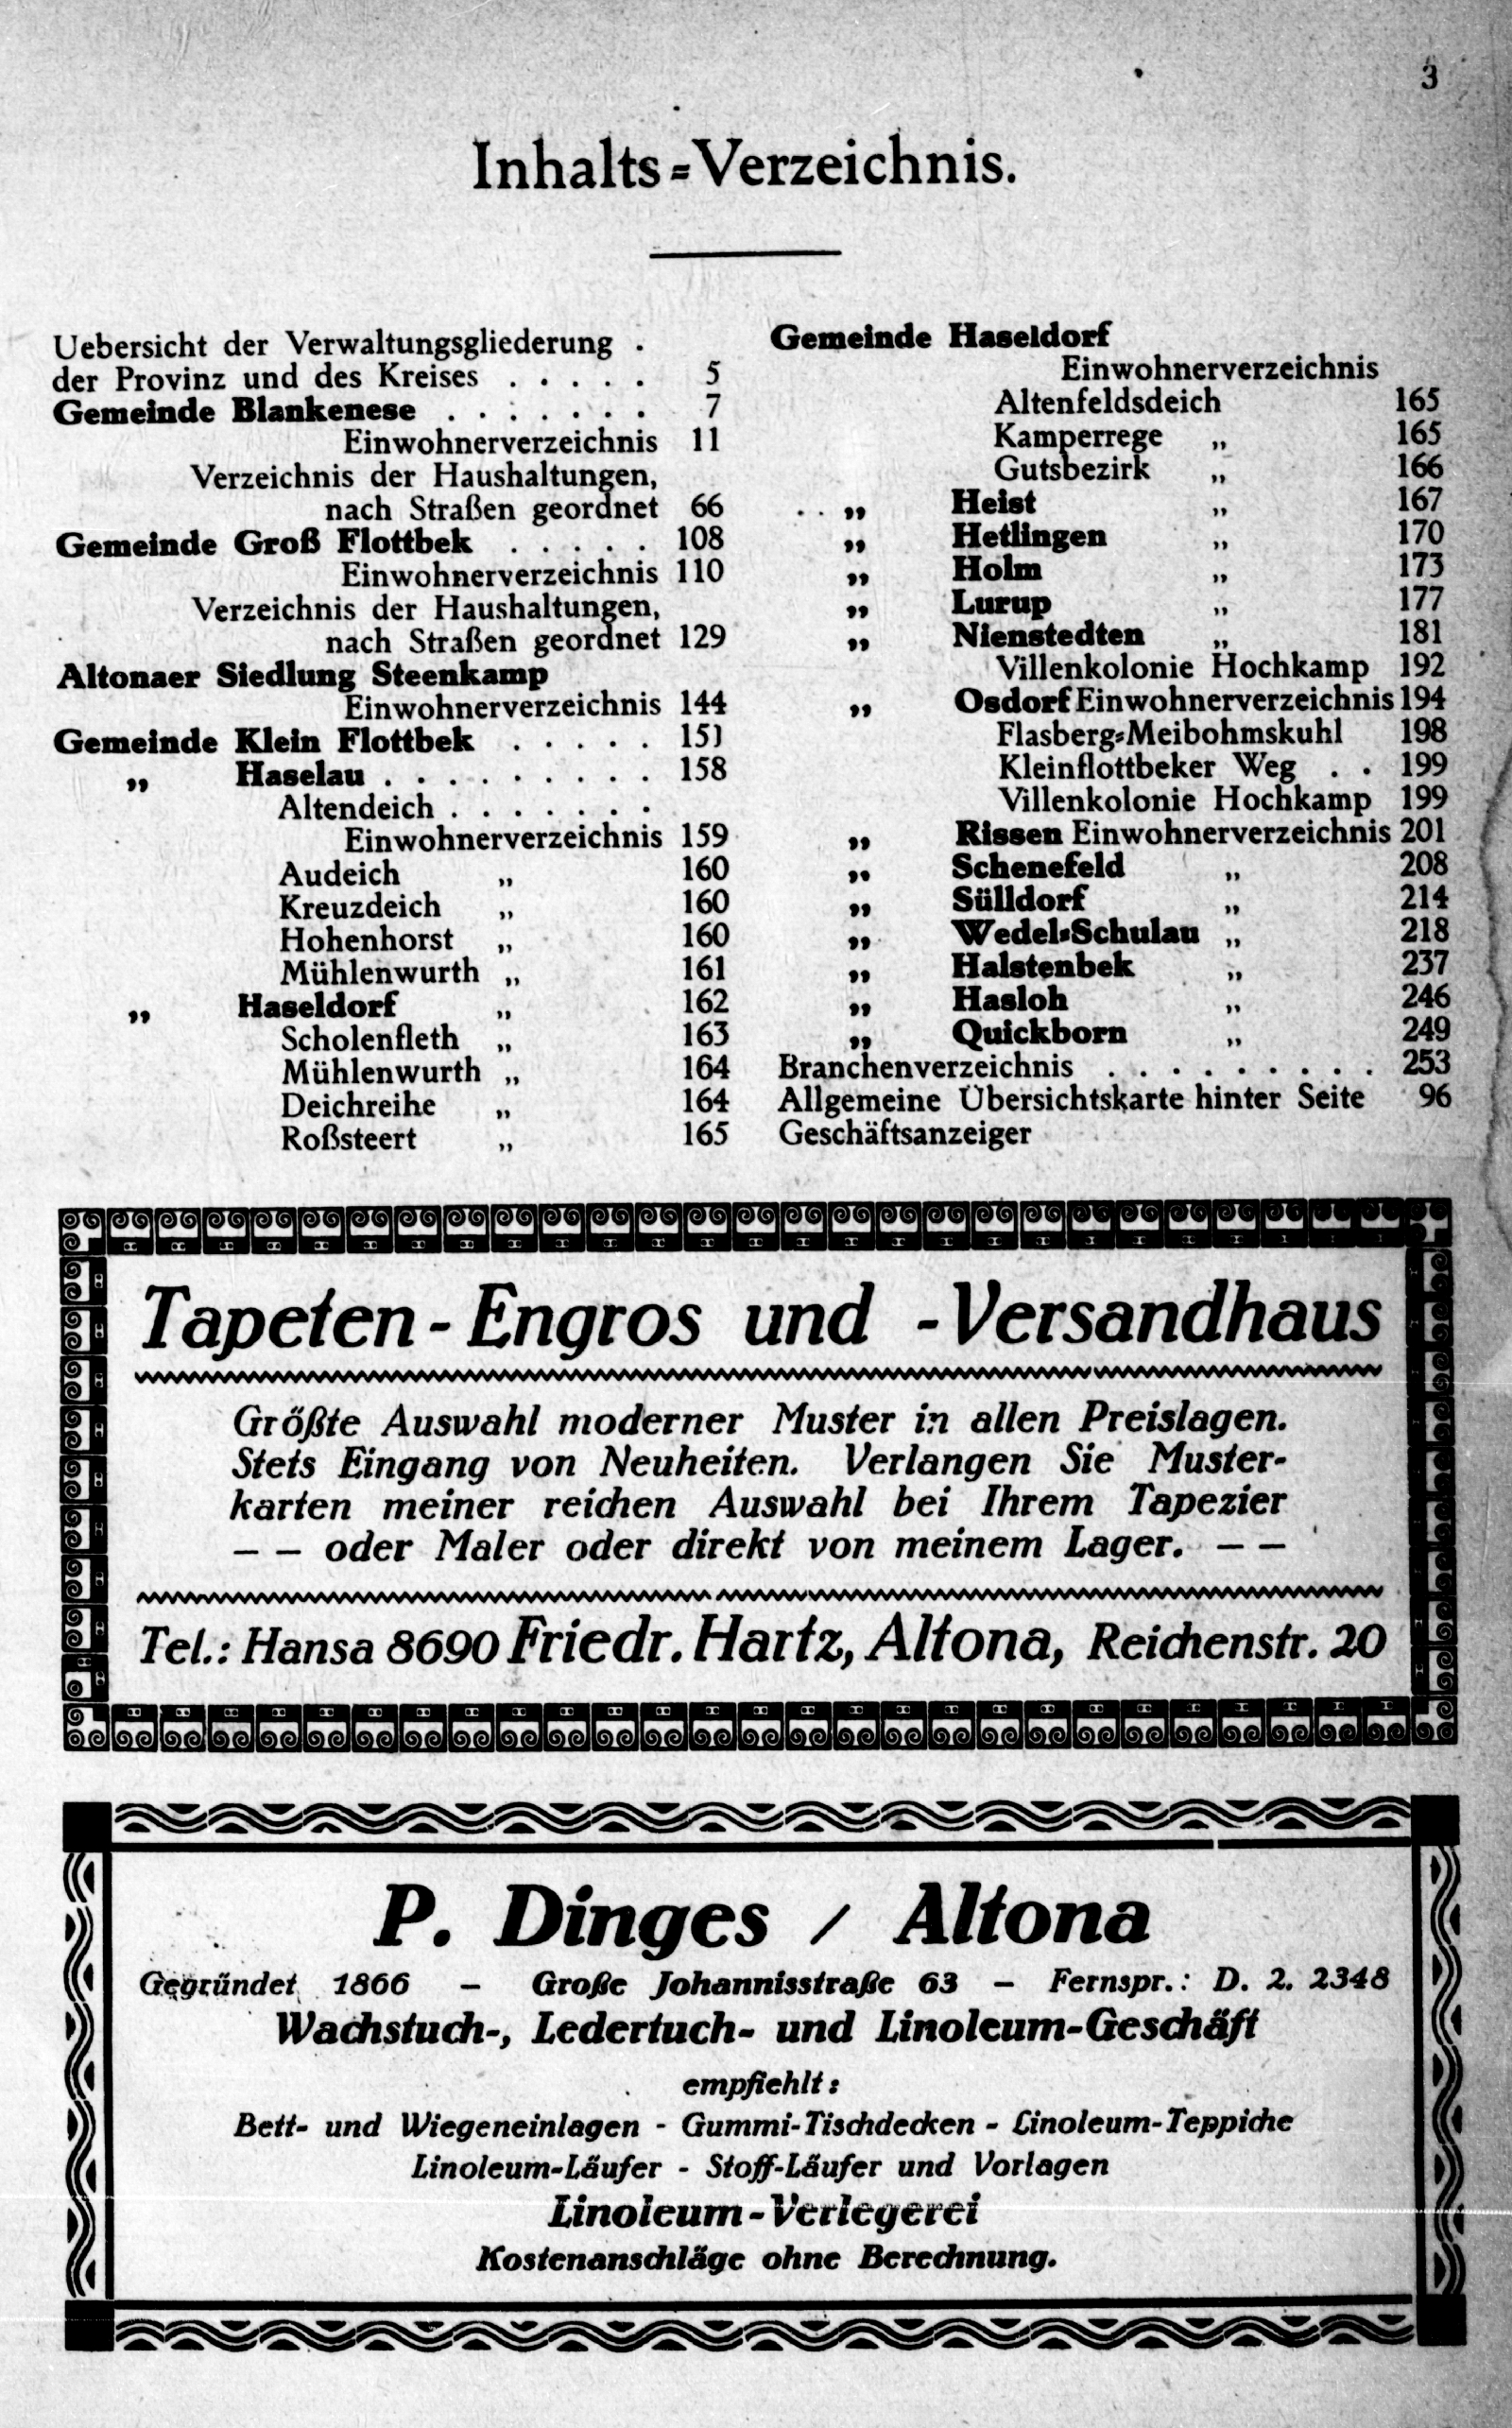 3
Inhalts=Verzeichnis.
Uebersicht der Verwaltungsgliederung .
der Provinz und des Kreises . . . . . 5
Gemeinde Blankenese . . . . . . . 7
Einwohnerverzeichnis 11
Verzeichnis der Haushaltungen,
nach Straßen geordnet 66
Gemeinde Groß Flottbek . . . . . 108
Einwohnerverzeichnis 110
Verzeichnis der Haushaltungen,
nach Straßen geordnet 129
Altonaer Siedlung Steenkamp
Einwohnerverzeichnis 144
Gemeinde Klein Flottbek . . . . . 151
„ Haselau . . . . . . . . . 158
Altendeich . . . . . . .
Einwohnerverzeichnis 159
Audeich „ 160
Kreuzdeich „ 160
Hohenhorst „ 160
Mühlenwurth „ 161
„ Haseldorf „ 162
Scholenfleth „ 163
Mühlenwurth „ 164
Deichreihe „ 164
Roßsteert „ 165
Gemeinde Haseldorf
Einwohnerverzeichnis
Altenfeldsdeich 165
Kamperrege „ 165
Gutsbezirk „ 166
. . „ Heist „ 167
„ Hetlingen „ 170
„ Holm „ 173
„ Lurup „ 177
„ Nienstedten „ 181
Villenkolonie Hochkamp 192
„ Osdorf Einwohnerverzeichnis 194
Flasberg=Meibohmskuhl 198
Kleinflottbeker Weg . . 199
Villenkolonie Hochkamp 199
„ Rissen Einwohnerverzeichnis 201
„ Schenefeld „ 208
„ Sülldorf „ 214
„ Wedel=Schulau „ 218
„ Halstenbek „ 237
„ Hasloh „ 246
„ Quickborn „ 249
Branchenverzeichnis . . . . . . . . . 253
Allgemeine Übersichtskarte hinter Seite 96
Geschäftsanzeiger
Tapeten - Engros und - Versandhaus
Größte Auswahl moderner Muster in allen Preislagen.
Stets Eingang von Neuheiten. Verlangen Sie Muster-
karten meiner reichen Auswahl bei Ihrem Tapezier
— — oder Maler oder direkt von meinem Lager. — —
Tel.: Hansa 8690 Friedr. Hartz, Altona, Reichenstr. 20
P. Dinges / Altona
Gegründet 1866 — Große Johannisstraße 63 — Fernspr.: D. 2. 2348
Wachstuch-, Ledertuch- und Linoleum-Geschäft
empfiehlt:
Bett- und Wiegeneinlagen - Gummi-Tischdecken - Linoleum-Teppiche
Linoleum-Läufer - Stoff-Läufer und Vorlagen
Linoleum-Verlegerei
Kostenanschläge ohne Berechnung.